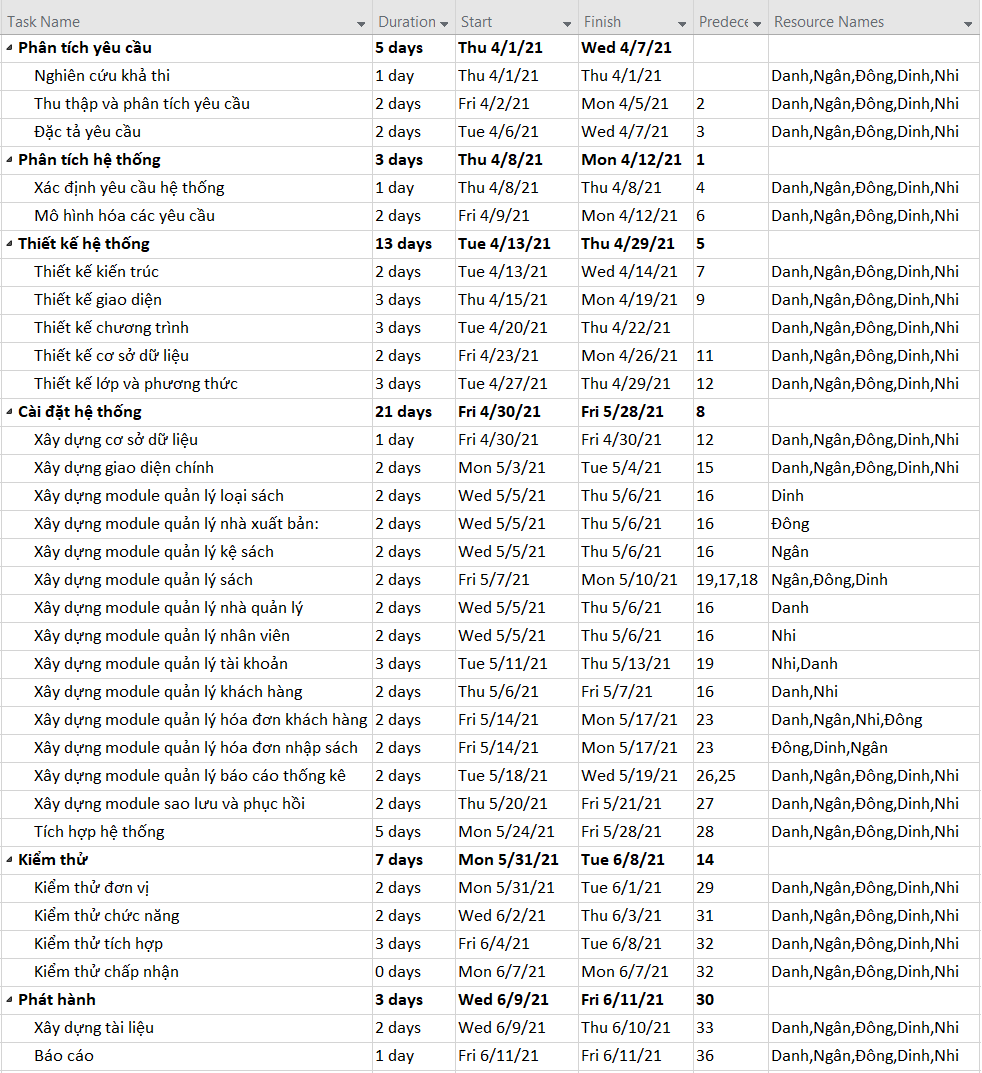 Task Name Duration Start Finish Predece Resource Names
Phân tích yêu cầu 5 days Thu 4/1/21 Wed 4/7/21
Nghiên cứu khả thi 1 day Thu 4/1/21 Thu 4/1/21 Danh,Ngân,Đông,Dinh,Nhi
Thu thập và phân tích yêu cầu 2 days Fri 4/2/21 Mon 4/5/21 2 Danh,Ngân,Đông,Dinh,Nhi
Đặc tả yêu cầu 2 days Tue 4/6/21 Wed 4/7/21 3 Danh,Ngân,Đông,Dinh,Nhi
Phân tích hệ thống 3 days Thu 4/8/21 Mon 4/12/21 1
Xác định yêu cầu hệ thống 1 day Thu 4/8/21 Thu 4/8/21 4 Danh,Ngân,Đông,Dinh,Nhi
Mô hình hóa các yêu cầu 2 days Fri 4/9/21 Mon 4/12/21 6 Danh,Ngân,Đông,Dinh,Nhi
Thiết kế hệ thống 13 days Tue 4/13/21 Thu 4/29/21 5
Thiết kế kiến trúc 2 days Tue 4/13/21 Wed 4/14/21 7 Danh,Ngân,Đông,Dinh,Nhi
Thiết kế giao diện 3 days Thu 4/15/21 Mon 4/19/21 9 Danh,Ngân,Đông,Dinh,Nhi
Thiết kế chương trình 3 days Tue 4/20/21 Thu 4/22/21 Danh,Ngân,Đông,Dinh,Nhi
Thiết kế cơ sở dữ liệu 2 days Fri 4/23/21 Mon 4/26/21 11 Danh,Ngân,Đông,Dinh,Nhi
Thiết kế lớp và phương thức 3 days Tue 4/27/21 Thu 4/29/21 12 Danh,Ngân,Đông,Dinh,Nhi
Cài đặt hệ thống 21 days Fri 4/30/21 Fri 5/28/21 8
Xây dựng cơ sở dữ liệu 1 day Fri 4/30/21 Fri 4/30/21 12 Danh,Ngân,Đông,Dinh,Nhi
Xây dựng giao diện chính 2 days Mon 5/3/21 Tue 5/4/21 15 Danh,Ngân,Đông,Dinh,Nhi
Xây dựng module quản lý loại sách 2 days Wed 5/5/21 Thu 5/6/21 16 Dinh
Xây dựng module quản lý nhà xuất bản: 2 days Wed 5/5/21 Thu 5/6/21 16 Đông
Xây dựng module quản lý kệ sách 2 days Wed 5/5/21 Thu 5/6/21 16 Ngân
Xây dựng module quản lý sách 2 days Fri 5/7/21 Mon 5/10/21 19,17,18 Ngân,Đông,Dinh
Xây dựng module quản lý nhà quản lý 2 days Wed 5/5/21 Thu 5/6/21 16 Danh
Xây dựng module quản lý nhân viên 2 days Wed 5/5/21 Thu 5/6/21 16 Nhi
Xây dựng module quản lý tài khoản 3 days Tue 5/11/21 Thu 5/13/21 19 Nhi,Danh
Xây dựng module quản lý khách hàng 2 days Thu 5/6/21 Fri 5/7/21 16 Danh,Nhi
Xây dựng module quản lý hóa đơn khách hàng 2 days Fri 5/14/21 Mon 5/17/21 23 Danh,Ngân,Nhi,Đông
Xây dựng module quản lý hóa đơn nhập sách 2 days Fri 5/14/21 Mon 5/17/21 23 Đông,Dinh,Ngân
Xây dựng module quản lý báo cáo thống kê 2 days Tue 5/18/21 Wed 5/19/21 26,25 Danh,Ngân,Đông,Dinh,Nhi
Xây dựng module sao lưu và phục hồi 2 days Thu 5/20/21 Fri 5/21/21 27 Danh,Ngân,Đông,Dinh,Nhi
Tích hợp hệ thống 5 days Mon 5/24/21 Fri 5/28/21 28 Danh,Ngân,Đông,Dinh,Nhi
Kiểm thử 7 days Mon 5/31/21 Tue 6/8/21 14
Kiểm thử đơn vị 2 days Mon 5/31/21 Tue 6/1/21 29 Danh,Ngân,Đông,Dinh,Nhi
Kiểm thử chức năng 2 days Wed 6/2/21 Thu 6/3/21 31 Danh,Ngân,Đông,Dinh,Nhi
Kiểm thử tích hợp 3 days Fri 6/4/21 Tue 6/8/21 32 Danh,Ngân,Đông,Dinh,Nhi
Kiểm thử chấp nhận 0 days Mon 6/7/21 Mon 6/7/21 32 Danh,Ngân,Đông,Dinh,Nhi
Phát hành 3 days Wed 6/9/21 Fri 6/11/21 30
Xây dựng tài liệu 2 days Wed 6/9/21 Thu 6/10/21 33 Danh,Ngân,Đông,Dinh,Nhi
Báo cáo 1 day Fri 6/11/21 Fri 6/11/21 36 Danh,Ngân,Đông,Dinh,Nhi